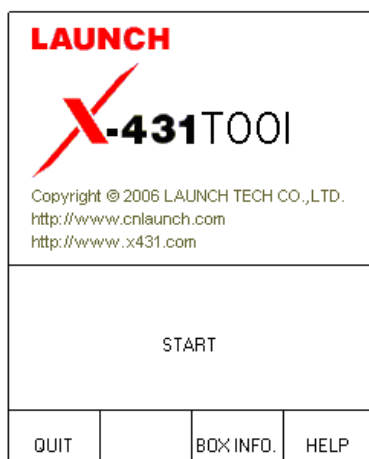 LAUNCH
X-431TOOl
Copyright © 2006 LAUNCH TECH CO.,LTD.
http://www.cnlaunch.com
http://www.x431.com
START
QUIT BOX INFO. HELP